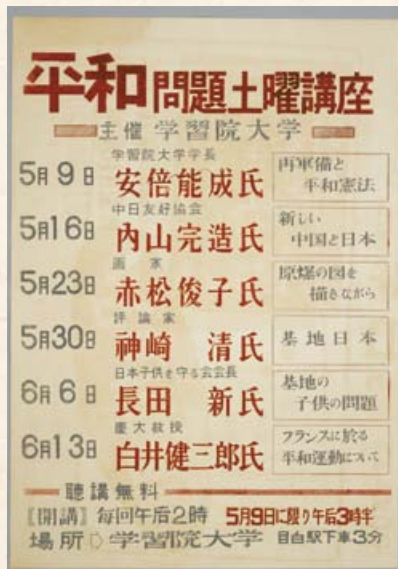 平和問題土曜講座
主催 学習院大学
5月9日
学習院大学学長
安倍能成氏
再軍備と
平和憲法
5月16日
中日友好協会
内山完造氏
新しい
中国と日本
5月23日
画家
赤松俊子氏
原爆の図を
描きながら
5月30日
評論家
神崎 清氏
基地日本
6月6日
日本子供を守る会会長
長田 新氏
基地の
子供の問題
6月13日
慶大教授
白井健三郎氏
フランスに於る
平和運動について
聴講無料
〖開講〗毎回午后2時 5月9日に限り午后3時半
場所 学習院大学 目白駅下車3分